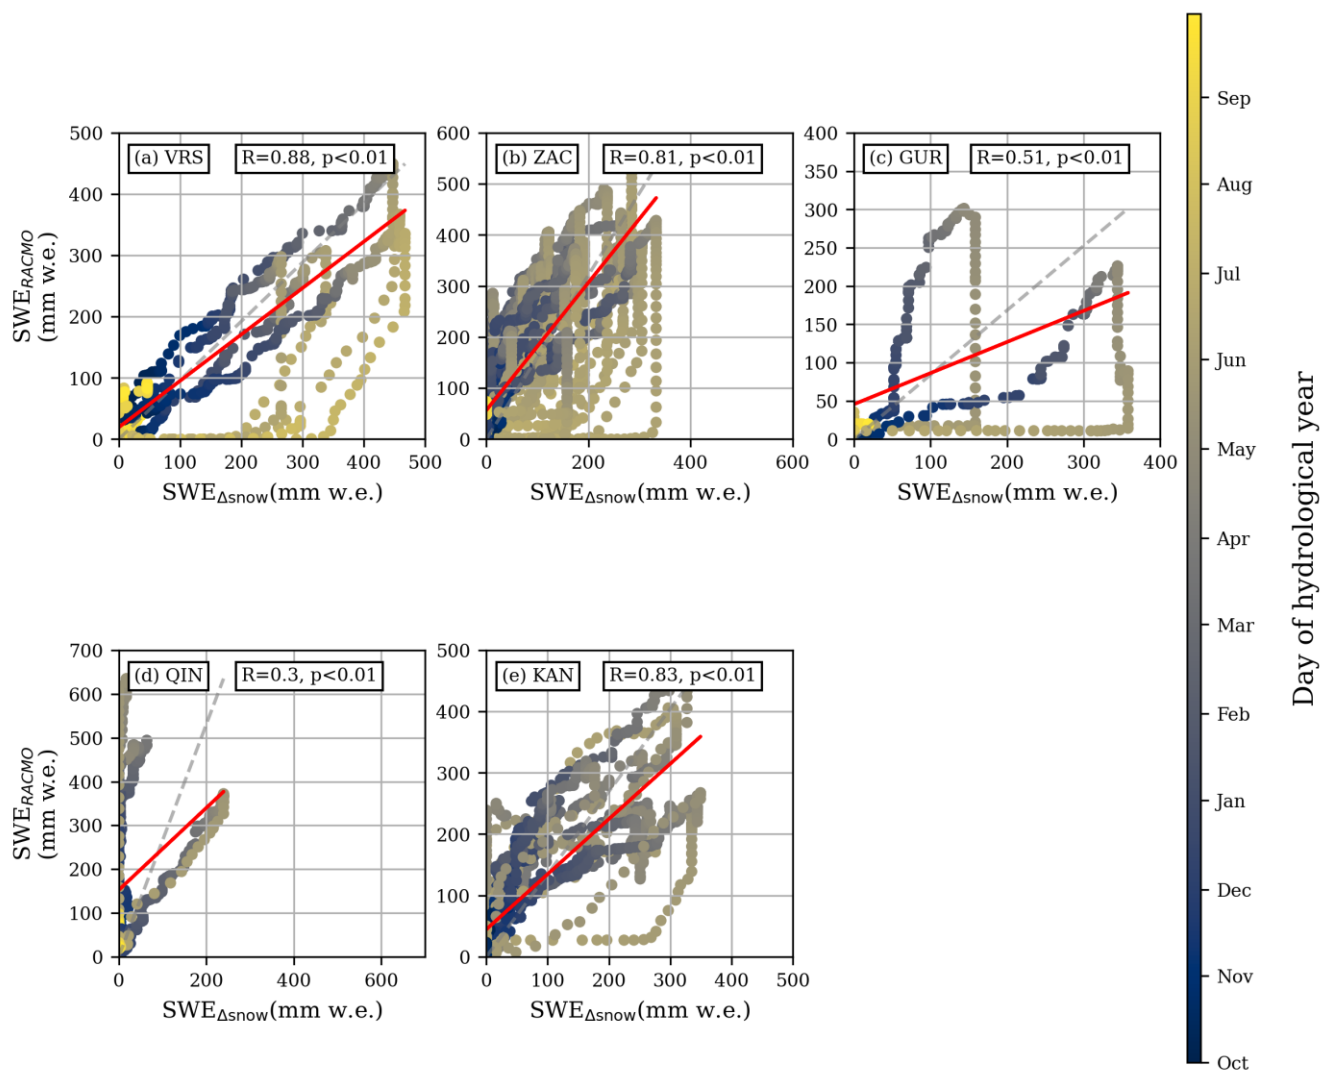 500
400
300
200
100
0
SWE_RACMO
(mm w.e.)
(a) VRS
R=0.88, p<0.01
0 100 200 300 400 500
SWE_Δsnow(mm w.e.)
600
500
400
300
200
100
0
(b) ZAC
R=0.81, p<0.01
0 200 400 600
SWE_Δsnow(mm w.e.)
400
350
300
250
200
150
100
50
0
(c) GUR
R=0.51, p<0.01
0 100 200 300 400
SWE_Δsnow(mm w.e.)
700
600
500
400
300
200
100
0
SWE_RACMO
(mm w.e.)
(d) QIN
R=0.3, p<0.01
0 200 400 600
SWE_Δsnow(mm w.e.)
500
400
300
200
100
0
(e) KAN
R=0.83, p<0.01
0 100 200 300 400 500
SWE_Δsnow(mm w.e.)
Sep
Aug
Jul
Jun
May
Apr
Mar
Feb
Jan
Dec
Nov
Oct
Day of hydrological year